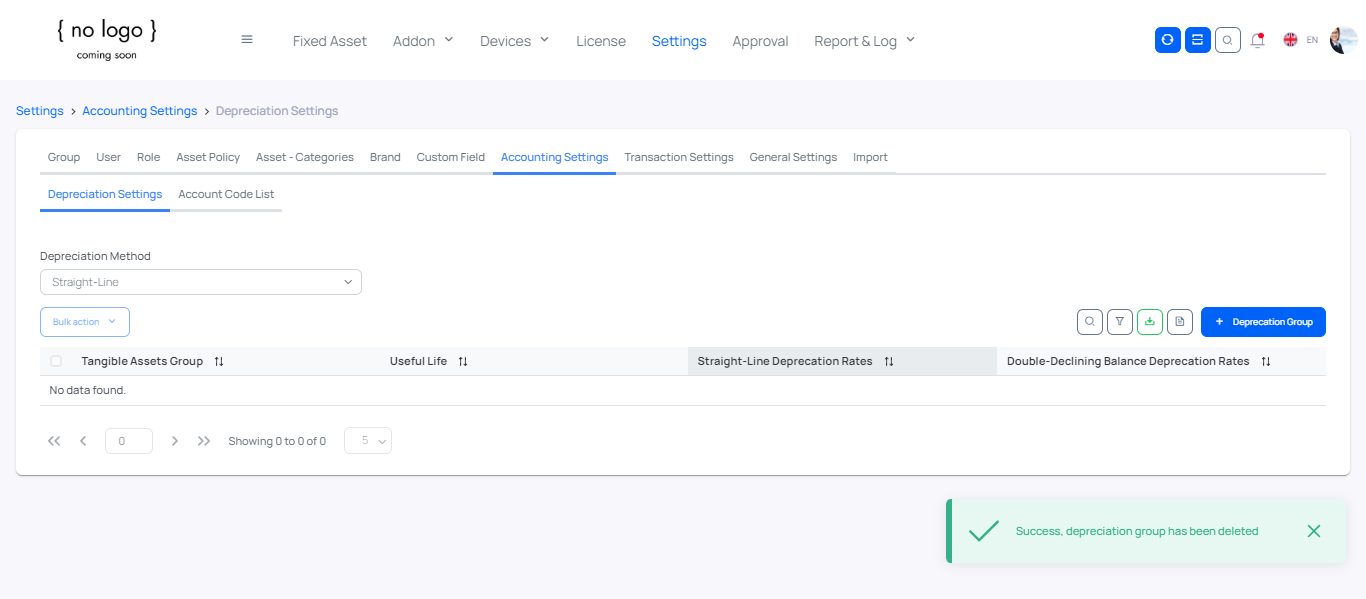 { no logo }
coming soon
Fixed Asset Addon Devices License Settings Approval Report & Log EN
Settings > Accounting Settings > Depreciation Settings
Group User Role Asset Policy Asset - Categories Brand Custom Field Accounting Settings Transaction Settings General Settings Import
Depreciation Settings Account Code List
Depreciation Method
Straight-Line
Bulk action + Deprecation Group
Tangible Assets Group Useful Life Straight-Line Deprecation Rates Double-Declining Balance Deprecation Rates
No data found.
0 Showing 0 to 0 of 0 5
Success, depreciation group has been deleted